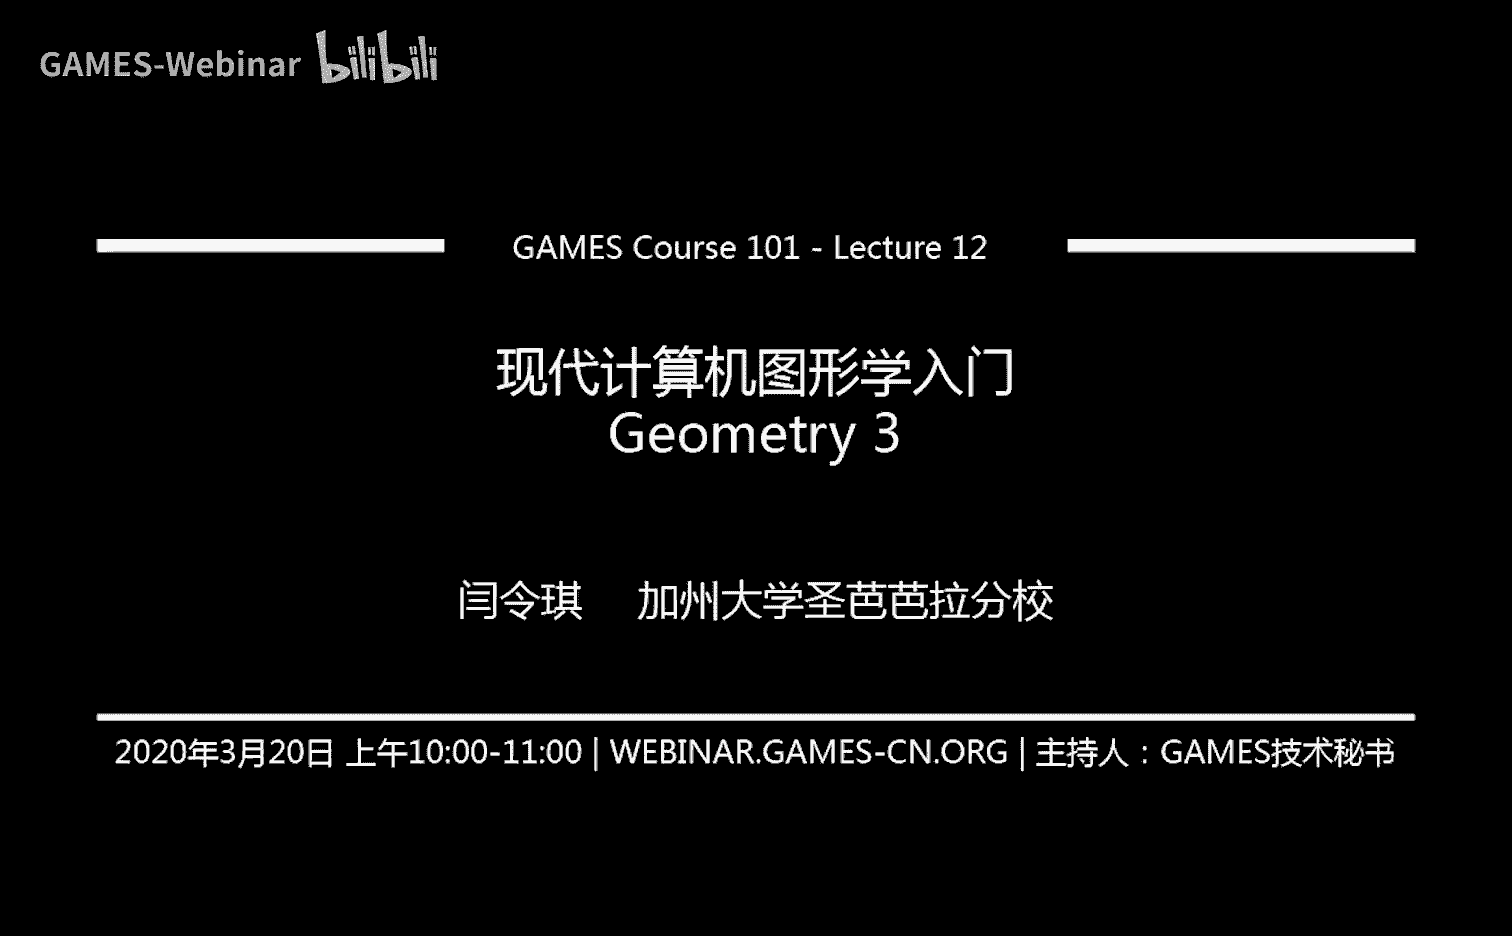 GAMES-Webinar bilibili
GAMES Course 101 - Lecture 12
现代计算机图形学入门
Geometry 3
闫令琪 加州大学圣芭芭拉分校
2020年3月20日 上午10:00-11:00 | WEBINAR.GAMES-CN.ORG | 主持人：GAMES技术秘书